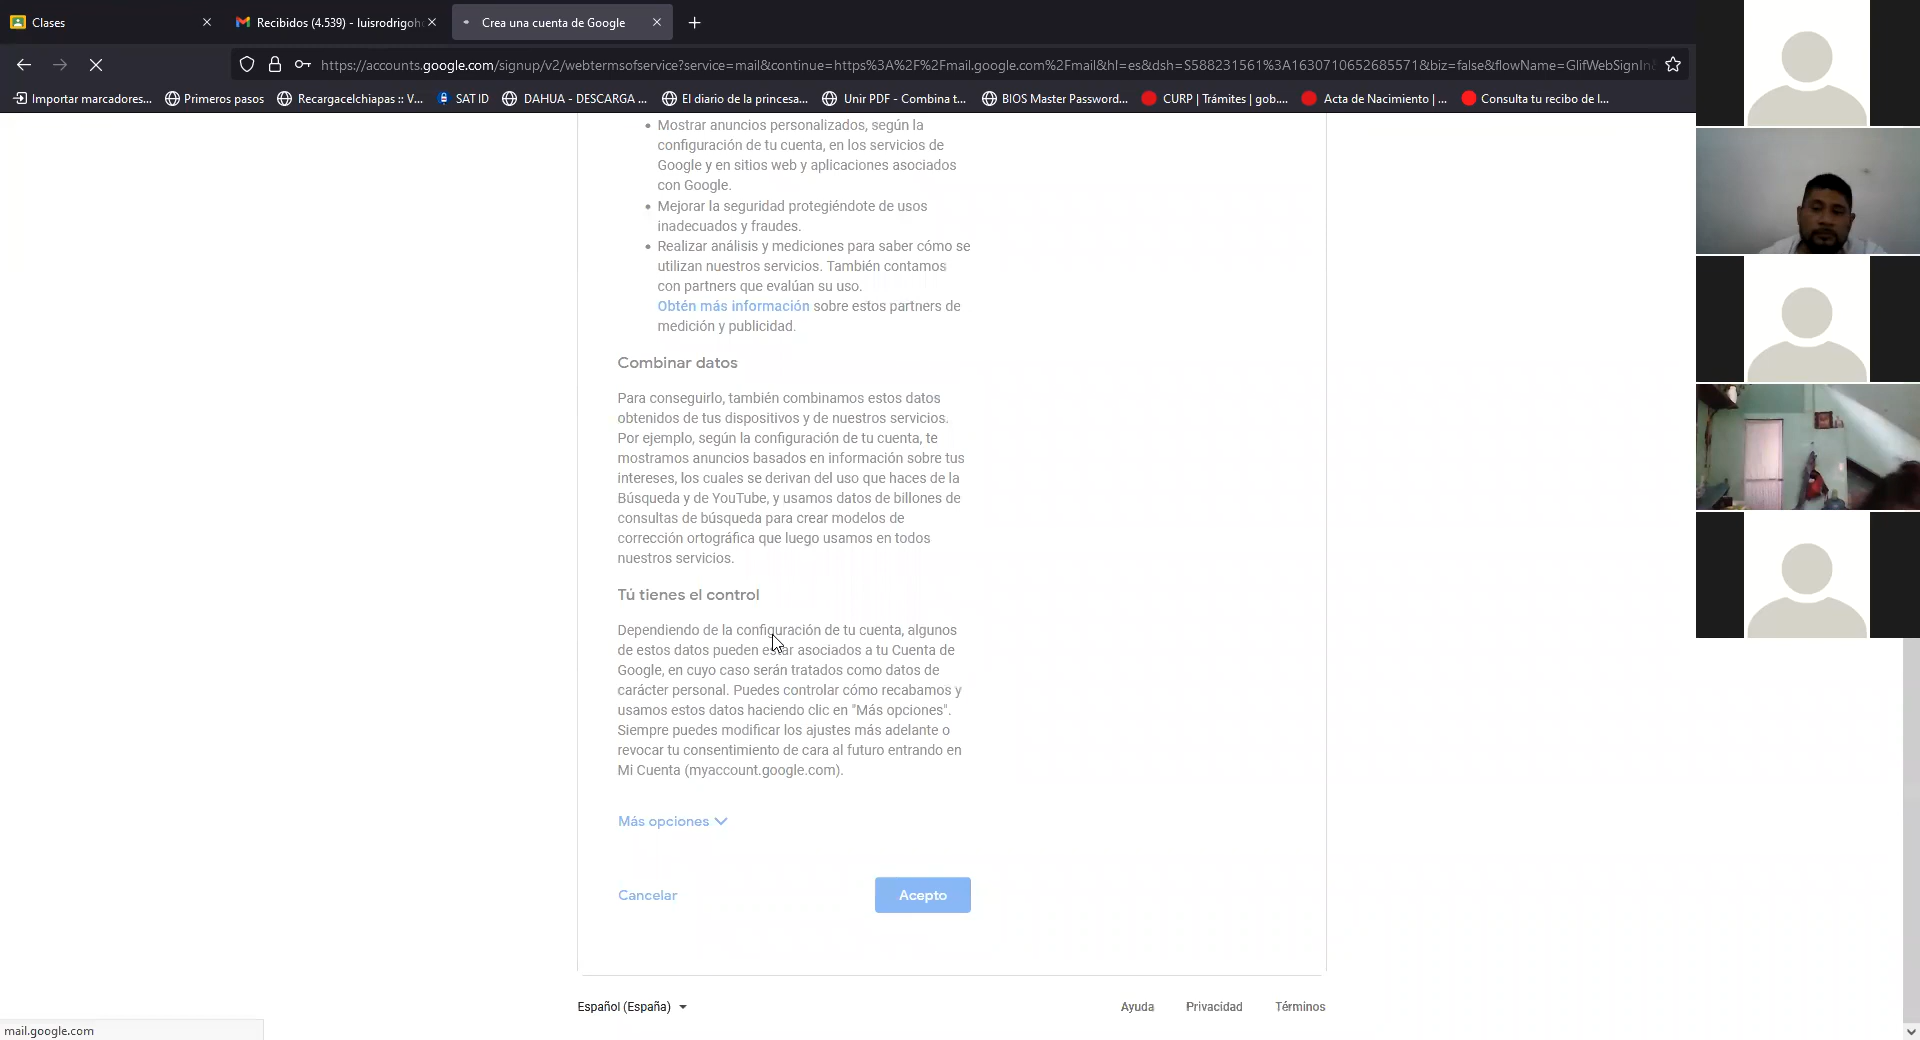 Clases
Recibidos (4.539) - luisrodrigoh
Crea una cuenta de Google
https://accounts.google.com/signup/v2/webtermsofservice?service=mail&continue=https%3A%2F%2Fmail.google.com%2Fmail&hl=es&dsh=S588231561%3A1630710652685571&biz=false&flowName=GlifWebSignIn
Importar marcadores...
Primeros pasos
Recargacelchiapas :: V...
SAT ID
DAHUA - DESCARGA ...
El diario de la princesa...
Unir PDF - Combina t...
BIOS Master Password...
CURP | Trámites | gob....
Acta de Nacimiento | ...
Consulta tu recibo de l...
• Mostrar anuncios personalizados, según la
configuración de tu cuenta, en los servicios de
Google y en sitios web y aplicaciones asociados
con Google.
• Mejorar la seguridad protegiéndote de usos
inadecuados y fraudes.
• Realizar análisis y mediciones para saber cómo se
utilizan nuestros servicios. También contamos
con partners que evalúan su uso.
Obtén más información sobre estos partners de
medición y publicidad.
Combinar datos
Para conseguirlo, también combinamos estos datos
obtenidos de tus dispositivos y de nuestros servicios.
Por ejemplo, según la configuración de tu cuenta, te
mostramos anuncios basados en información sobre tus
intereses, los cuales se derivan del uso que haces de la
Búsqueda y de YouTube, y usamos datos de billones de
consultas de búsqueda para crear modelos de
corrección ortográfica que luego usamos en todos
nuestros servicios.
Tú tienes el control
Dependiendo de la configuración de tu cuenta, algunos
de estos datos pueden estar asociados a tu Cuenta de
Google, en cuyo caso serán tratados como datos de
carácter personal. Puedes controlar cómo recabamos y
usamos estos datos haciendo clic en "Más opciones".
Siempre puedes modificar los ajustes más adelante o
revocar tu consentimiento de cara al futuro entrando en
Mi Cuenta (myaccount.google.com).
Más opciones
Cancelar
Acepto
Español (España)
Ayuda
Privacidad
Términos
mail.google.com